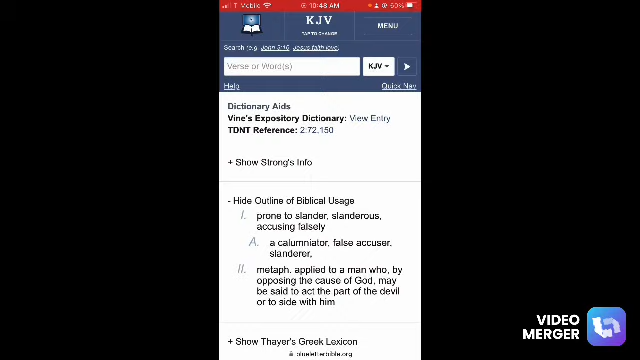 T Mobile 10:48 AM 60%
KJV
TAP TO CHANGE
MENU
Search (e.g. John 3:16, Jesus faith love)
Verse or Word(s)
KJV
Help Quick Nav
Dictionary Aids
Vine's Expository Dictionary: View Entry
TDNT Reference: 2:72,150
+ Show Strong's Info
- Hide Outline of Biblical Usage
I. prone to slander, slanderous,
accusing falsely
A. a calumniator, false accuser,
slanderer,
II. metaph. applied to a man who, by
opposing the cause of God, may
be said to act the part of the devil
or to side with him
+ Show Thayer's Greek Lexicon
blueletterbible.org
VIDEO
MERGER